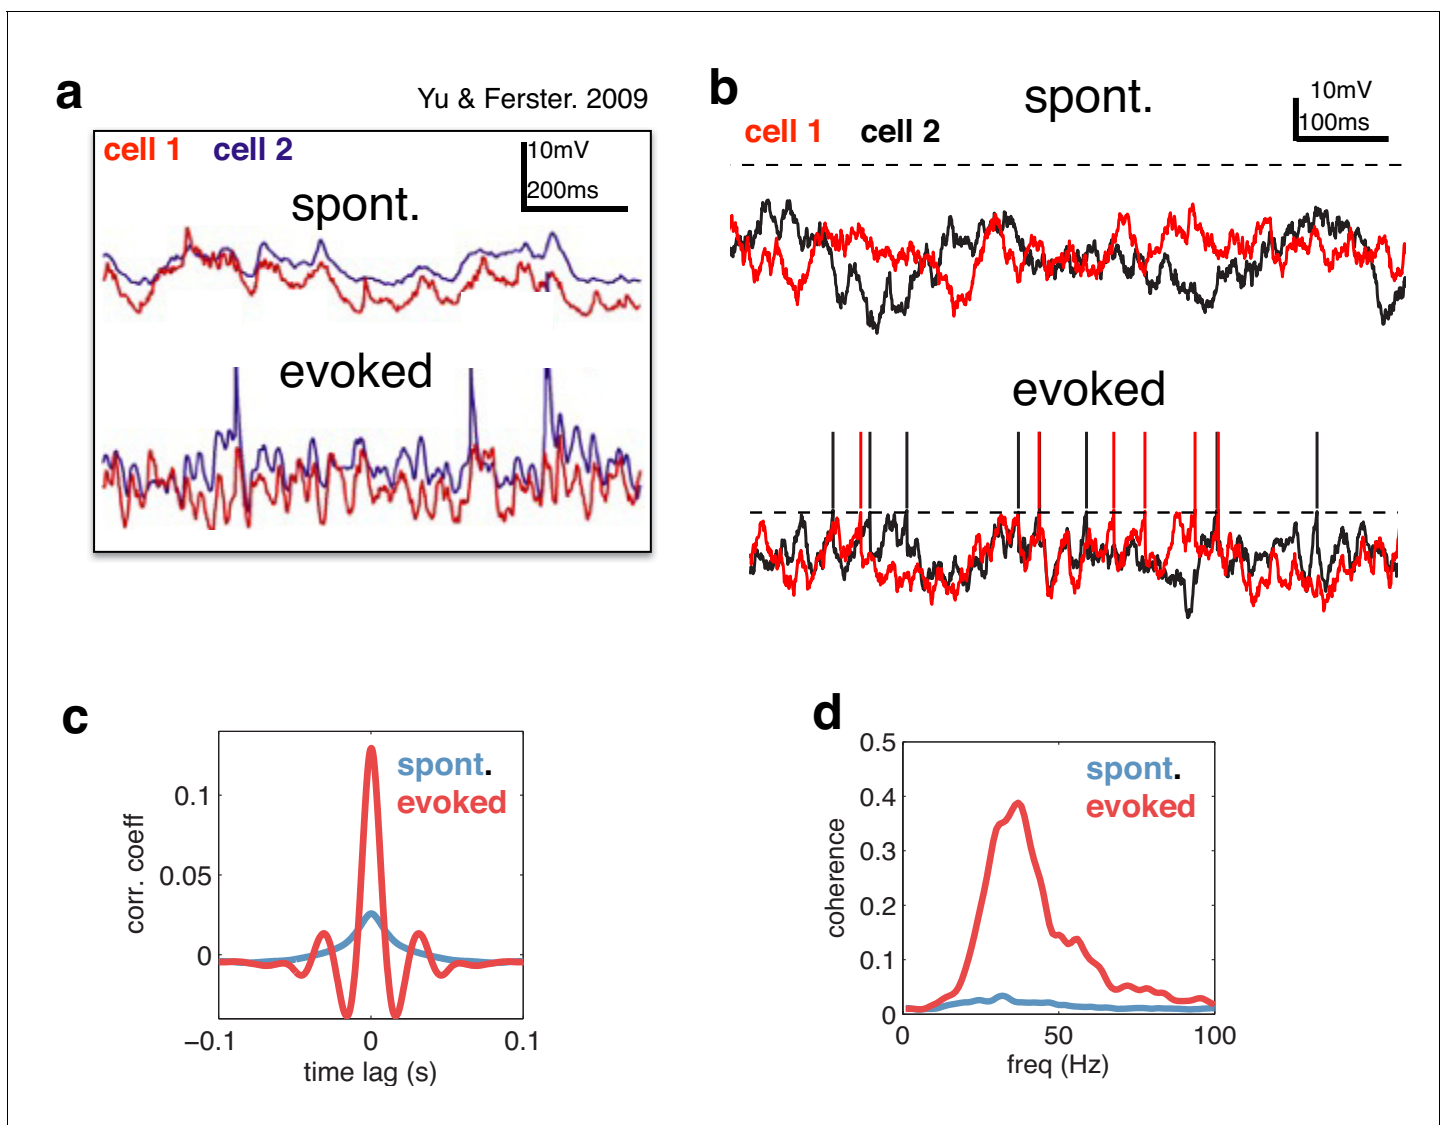 a
Yu & Ferster. 2009
cell 1 cell 2
10mV
200ms
spont.
evoked
b
spont.
10mV
100ms
cell 1 cell 2
evoked
c
spont.
evoked
0.1
0.05
0
corr. coeff
−0.1 0 0.1
time lag (s)
d
0.5
spont.
evoked
0.4
0.3
0.2
0.1
0
coherence
0 50 100
freq (Hz)